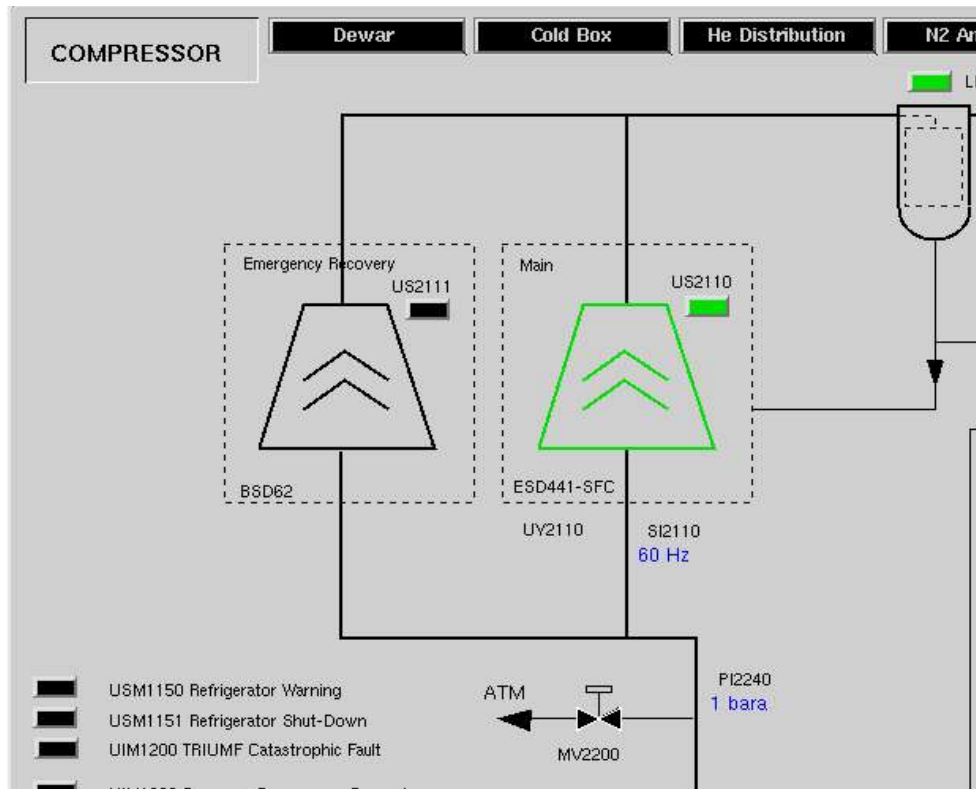 COMPRESSOR
Dewar
Cold Box
He Distribution
N2
Emergency Recovery
US2111
BSD62
Main
US2110
ESD441-SFC
UY2110
SI2110
60 Hz
USM1150 Refrigerator Warning
USM1151 Refrigerator Shut-Down
UIM1200 TRIUMF Catastrophic Fault
ATM
MV2200
PI2240
1 bara